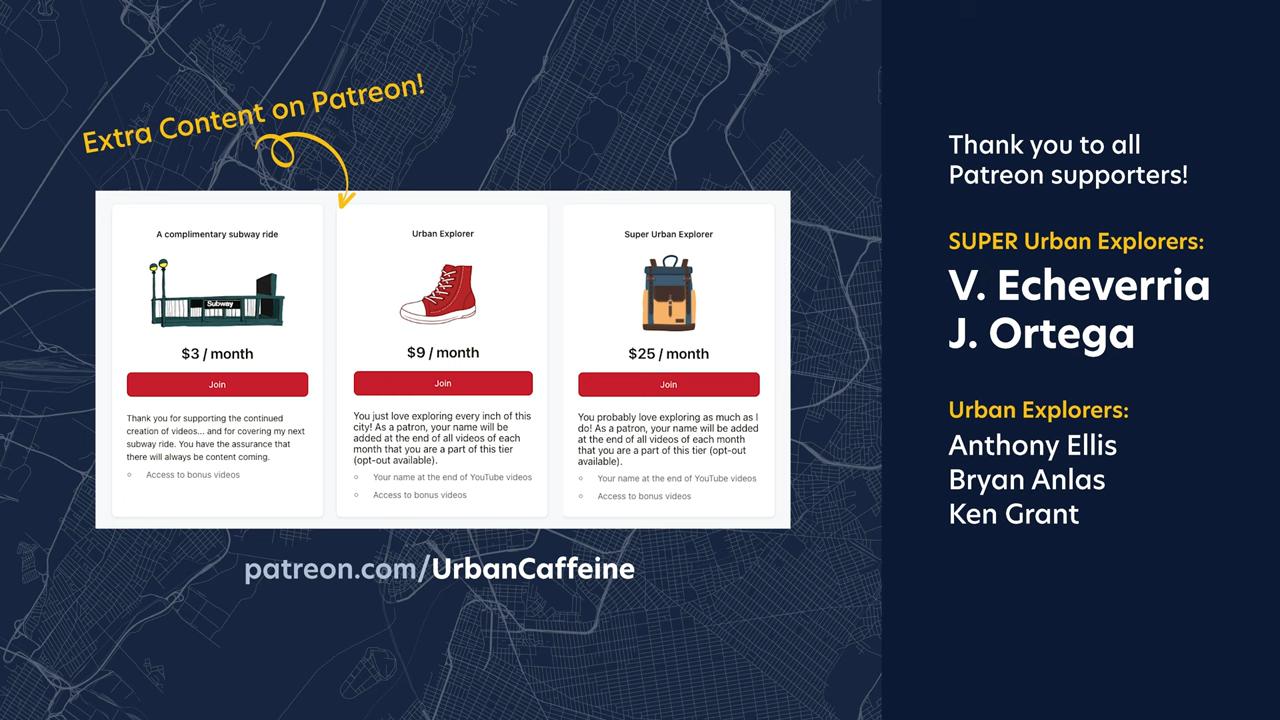 Extra Content on Patreon!
A complimentary subway ride
Subway
$3 / month
Join
Thank you for supporting the continued
creation of videos... and for covering my next
subway ride. You have the assurance that
there will always be content coming.
Access to bonus videos
Urban Explorer
$9 / month
Join
You just love exploring every inch of this
city! As a patron, your name will be
added at the end of all videos of each
month that you are a part of this tier
(opt-out available).
Your name at the end of YouTube videos
Access to bonus videos
Super Urban Explorer
$25 / month
Join
You probably love exploring as much as I
do! As a patron, your name will be added
at the end of all videos of each month
that you are a part of this tier (opt-out
available).
Your name at the end of YouTube videos
Access to bonus videos
patreon.com/UrbanCaffeine
Thank you to all
Patreon supporters!
SUPER Urban Explorers:
V. Echeverria
J. Ortega
Urban Explorers:
Anthony Ellis
Bryan Anlas
Ken Grant